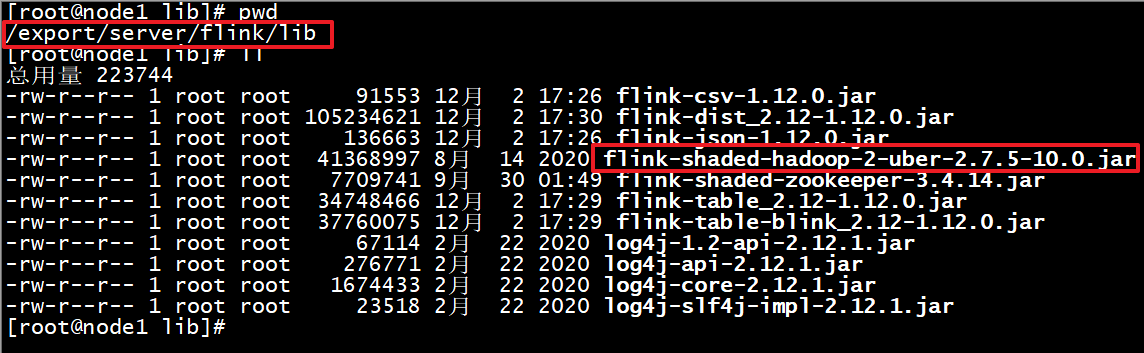 [root@node1 lib]# pwd
/export/server/flink/lib
[root@node1 lib]# ll
总用量 223744
-rw-r--r-- 1 root root 91553 12月 2 17:26 flink-csv-1.12.0.jar
-rw-r--r-- 1 root root 105234621 12月 2 17:30 flink-dist_2.12-1.12.0.jar
-rw-r--r-- 1 root root 136663 12月 2 17:26 flink-json-1.12.0.jar
-rw-r--r-- 1 root root 41368997 8月 14 2020 flink-shaded-hadoop-2-uber-2.7.5-10.0.jar
-rw-r--r-- 1 root root 7709741 9月 30 01:49 flink-shaded-zookeeper-3.4.14.jar
-rw-r--r-- 1 root root 34748466 12月 2 17:29 flink-table_2.12-1.12.0.jar
-rw-r--r-- 1 root root 37760075 12月 2 17:29 flink-table-blink_2.12-1.12.0.jar
-rw-r--r-- 1 root root 67114 2月 22 2020 log4j-1.2-api-2.12.1.jar
-rw-r--r-- 1 root root 276771 2月 22 2020 log4j-api-2.12.1.jar
-rw-r--r-- 1 root root 1674433 2月 22 2020 log4j-core-2.12.1.jar
-rw-r--r-- 1 root root 23518 2月 22 2020 log4j-slf4j-impl-2.12.1.jar
[root@node1 lib]#